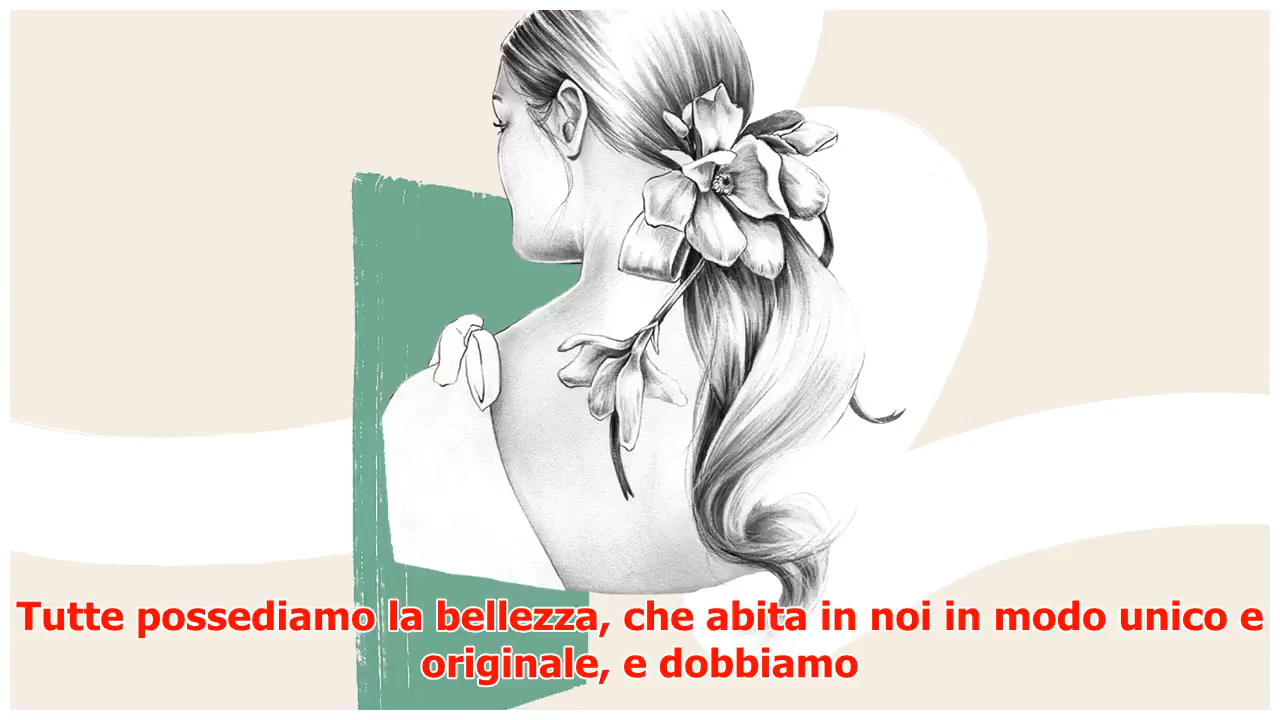 Tutte possediamo la bellezza, che abita in noi in modo unico e
originale, e dobbiamo